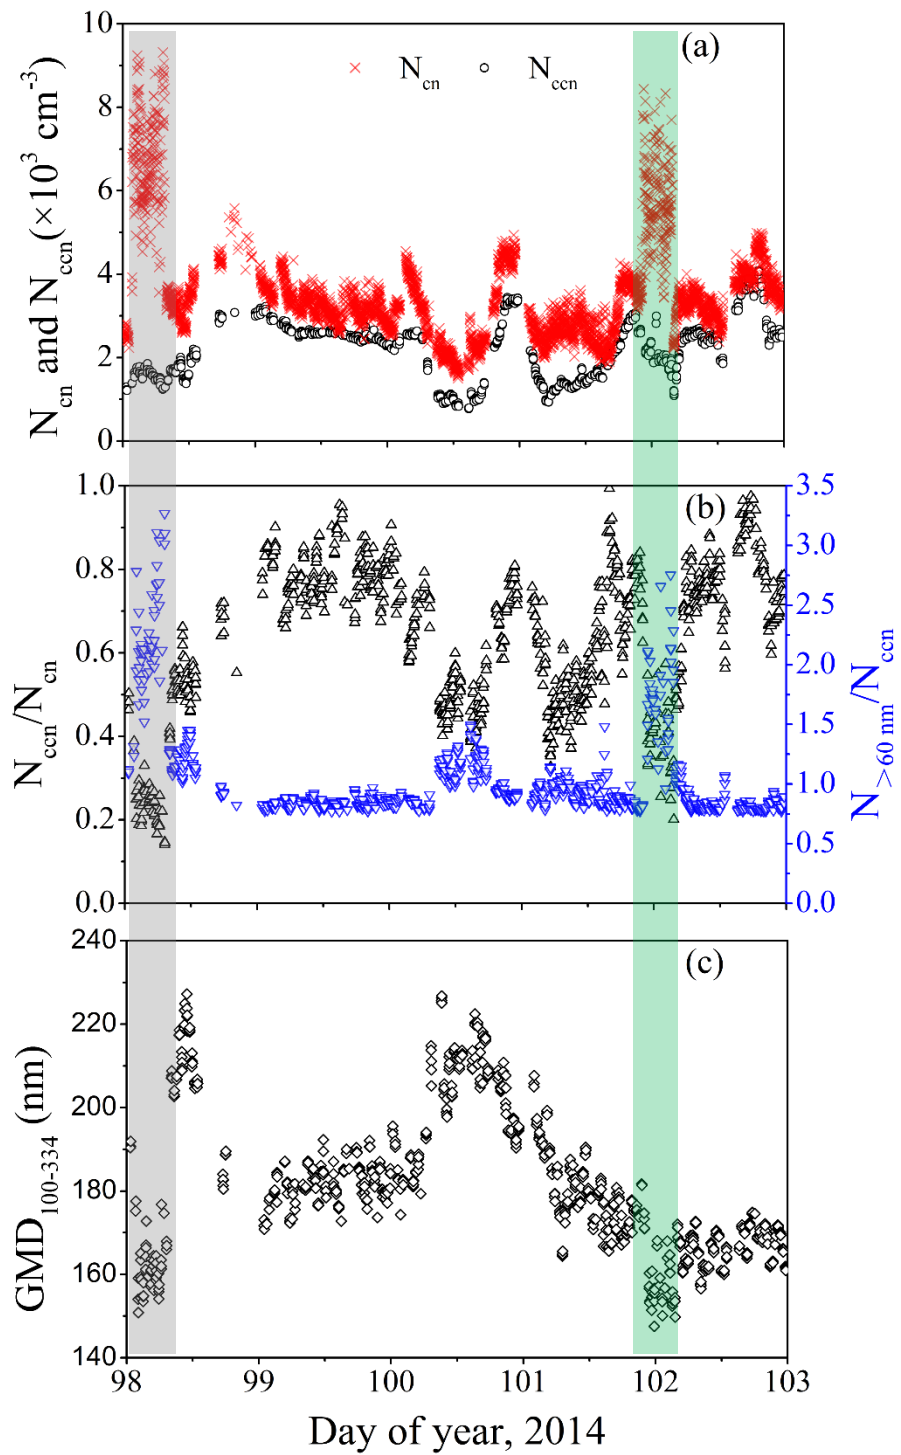 10
8
6
4
2
0
N_cn and N_ccn (×10^3 cm^-3)
× N_cn ○ N_ccn
(a)
1.0
0.8
0.6
0.4
0.2
0.0
N_ccn/N_cn
(b)
3.5
3.0
2.5
2.0
1.5
1.0
0.5
0.0
N_>60 nm/N_ccn
240
220
200
180
160
140
GMD_100-334 (nm)
(c)
98 99 100 101 102 103
Day of year, 2014